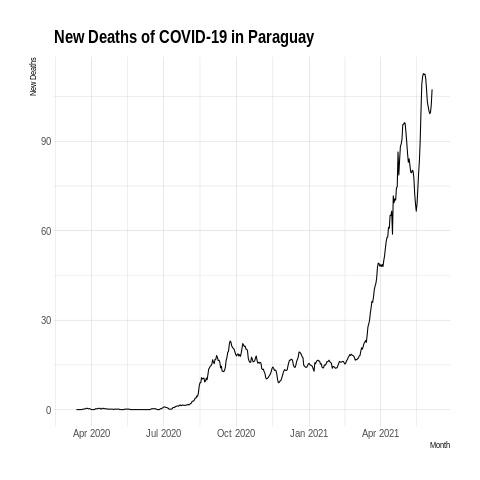 New Deaths of COVID-19 in Paraguay
New Deaths
90
60
30
0
Apr 2020 Jul 2020 Oct 2020 Jan 2021 Apr 2021
Month